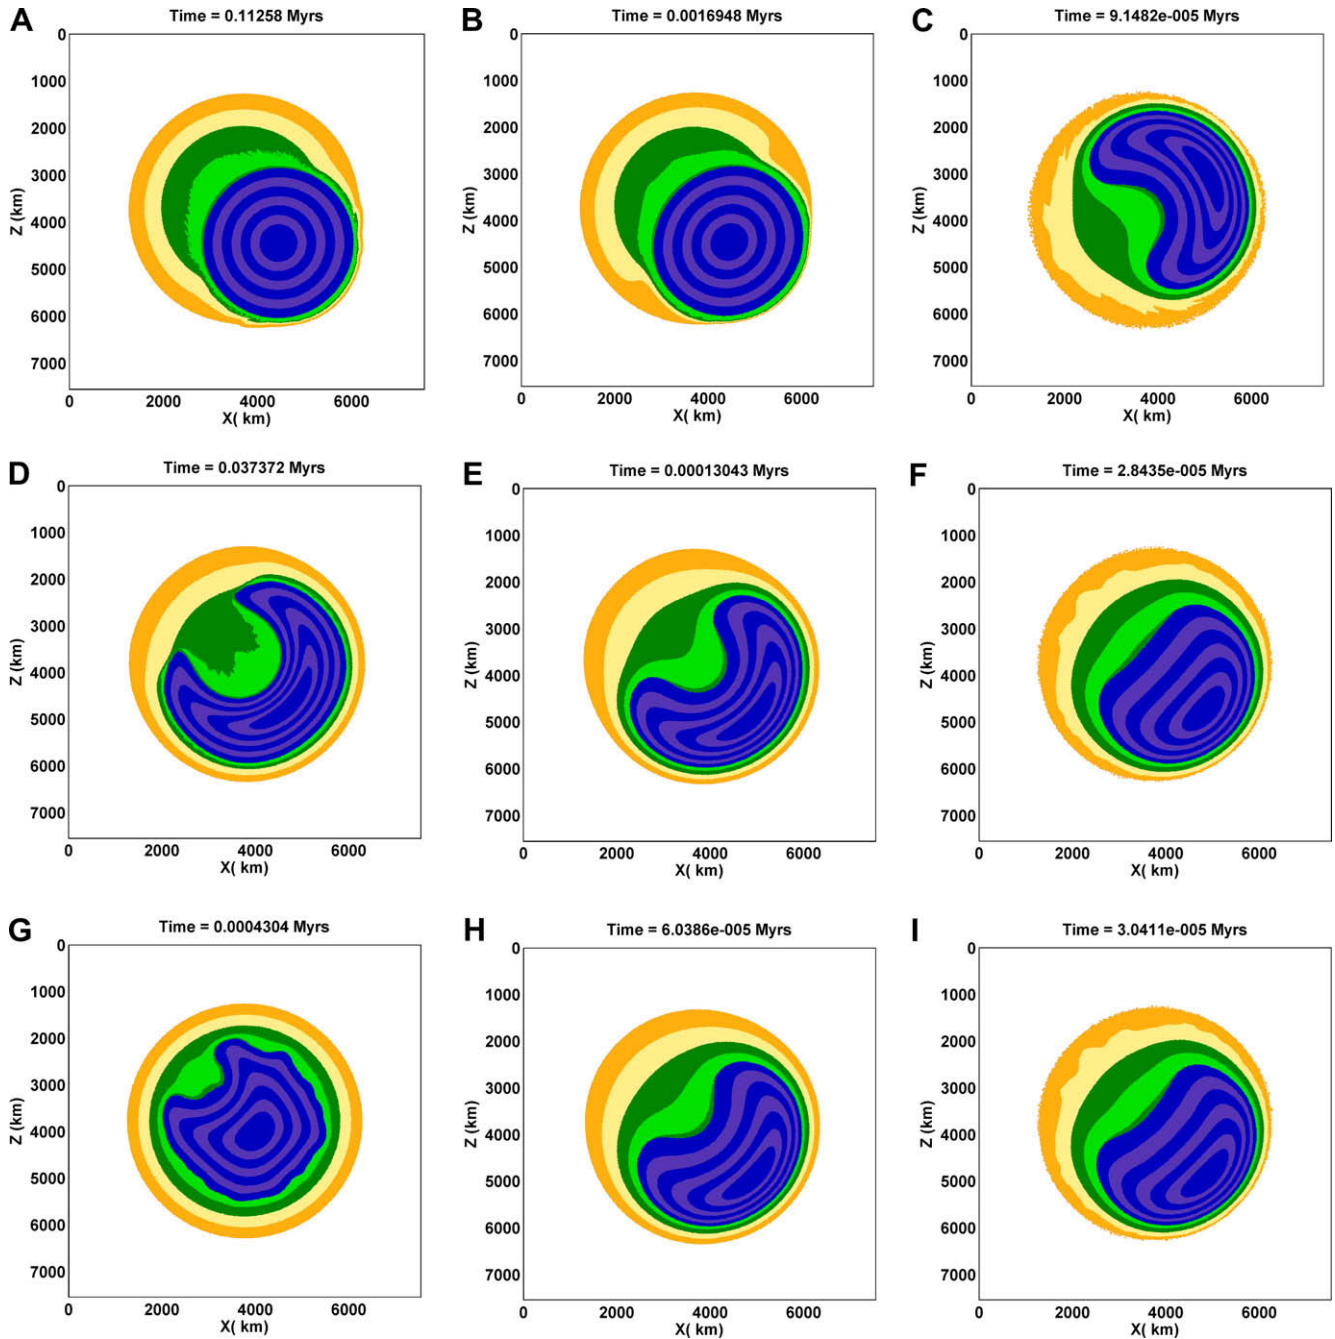 A
Time = 0.11258 Myrs
0
1000
2000
3000
4000
5000
6000
7000
Z (km)
0 2000 4000 6000
X( km)
B
Time = 0.0016948 Myrs
0
1000
2000
3000
4000
5000
6000
7000
Z (km)
0 2000 4000 6000
X( km)
C
Time = 9.1482e-005 Myrs
0
1000
2000
3000
4000
5000
6000
7000
Z (km)
0 2000 4000 6000
X( km)
D
Time = 0.037372 Myrs
0
1000
2000
3000
4000
5000
6000
7000
Z (km)
0 2000 4000 6000
X( km)
E
Time = 0.00013043 Myrs
0
1000
2000
3000
4000
5000
6000
7000
Z (km)
0 2000 4000 6000
X( km)
F
Time = 2.8435e-005 Myrs
0
1000
2000
3000
4000
5000
6000
7000
Z (km)
0 2000 4000 6000
X( km)
G
Time = 0.0004304 Myrs
0
1000
2000
3000
4000
5000
6000
7000
Z (km)
0 2000 4000 6000
X( km)
H
Time = 6.0386e-005 Myrs
0
1000
2000
3000
4000
5000
6000
7000
Z (km)
0 2000 4000 6000
X( km)
I
Time = 3.0411e-005 Myrs
0
1000
2000
3000
4000
5000
6000
7000
Z (km)
0 2000 4000 6000
X( km)